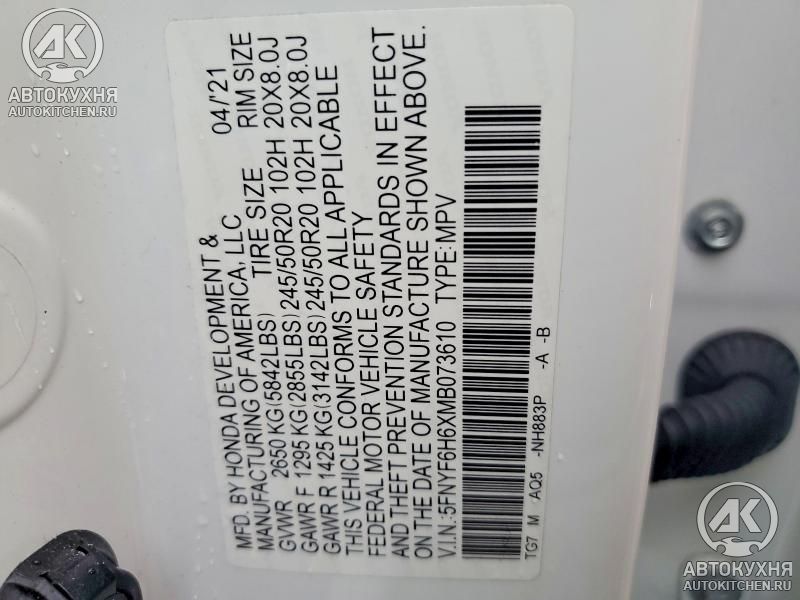 MFD. BY HONDA DEVELOPMENT & 04/'21
MANUFACTURING OF AMERICA, LLC
TIRE SIZE RIM SIZE
GVWR 2650 KG(5842LBS)
GAWR F 1295 KG(2855LBS)245/50R20 102H 20X8.0J
GAWR R 1425 KG(3142LBS)245/50R20 102H 20X8.0J
THIS VEHICLE CONFORMS TO ALL APPLICABLE
FEDERAL MOTOR VEHICLE SAFETY
AND THEFT PREVENTION STANDARDS IN EFFECT
ON THE DATE OF MANUFACTURE SHOWN ABOVE.
V.I.N.:5FNYF6H6XMB073610 TYPE:MPV
TG7 M AQ5 -NH883P -A -B
AK
АВТОКУХНЯ
AUTOKITCHEN.RU
AK
АВТОКУХНЯ
AUTOKITCHEN.RU